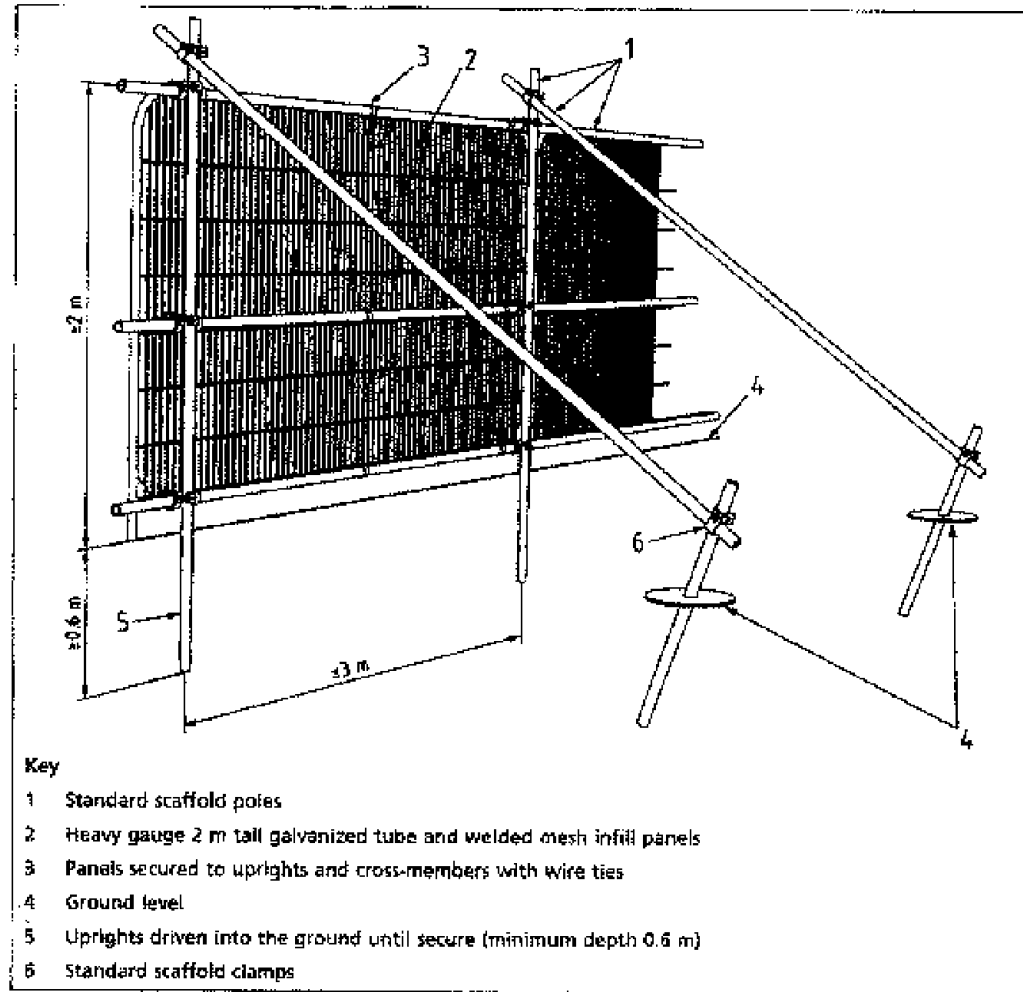 3
2
1
≥2 m
4
6
5
≥0.6 m
≤3 m
4
Key
1 Standard scaffold poles
2 Heavy gauge 2 m tall galvanized tube and welded mesh infill panels
3 Panels secured to uprights and cross-members with wire ties
4 Ground level
5 Uprights driven into the ground until secure (minimum depth 0.6 m)
6 Standard scaffold clamps